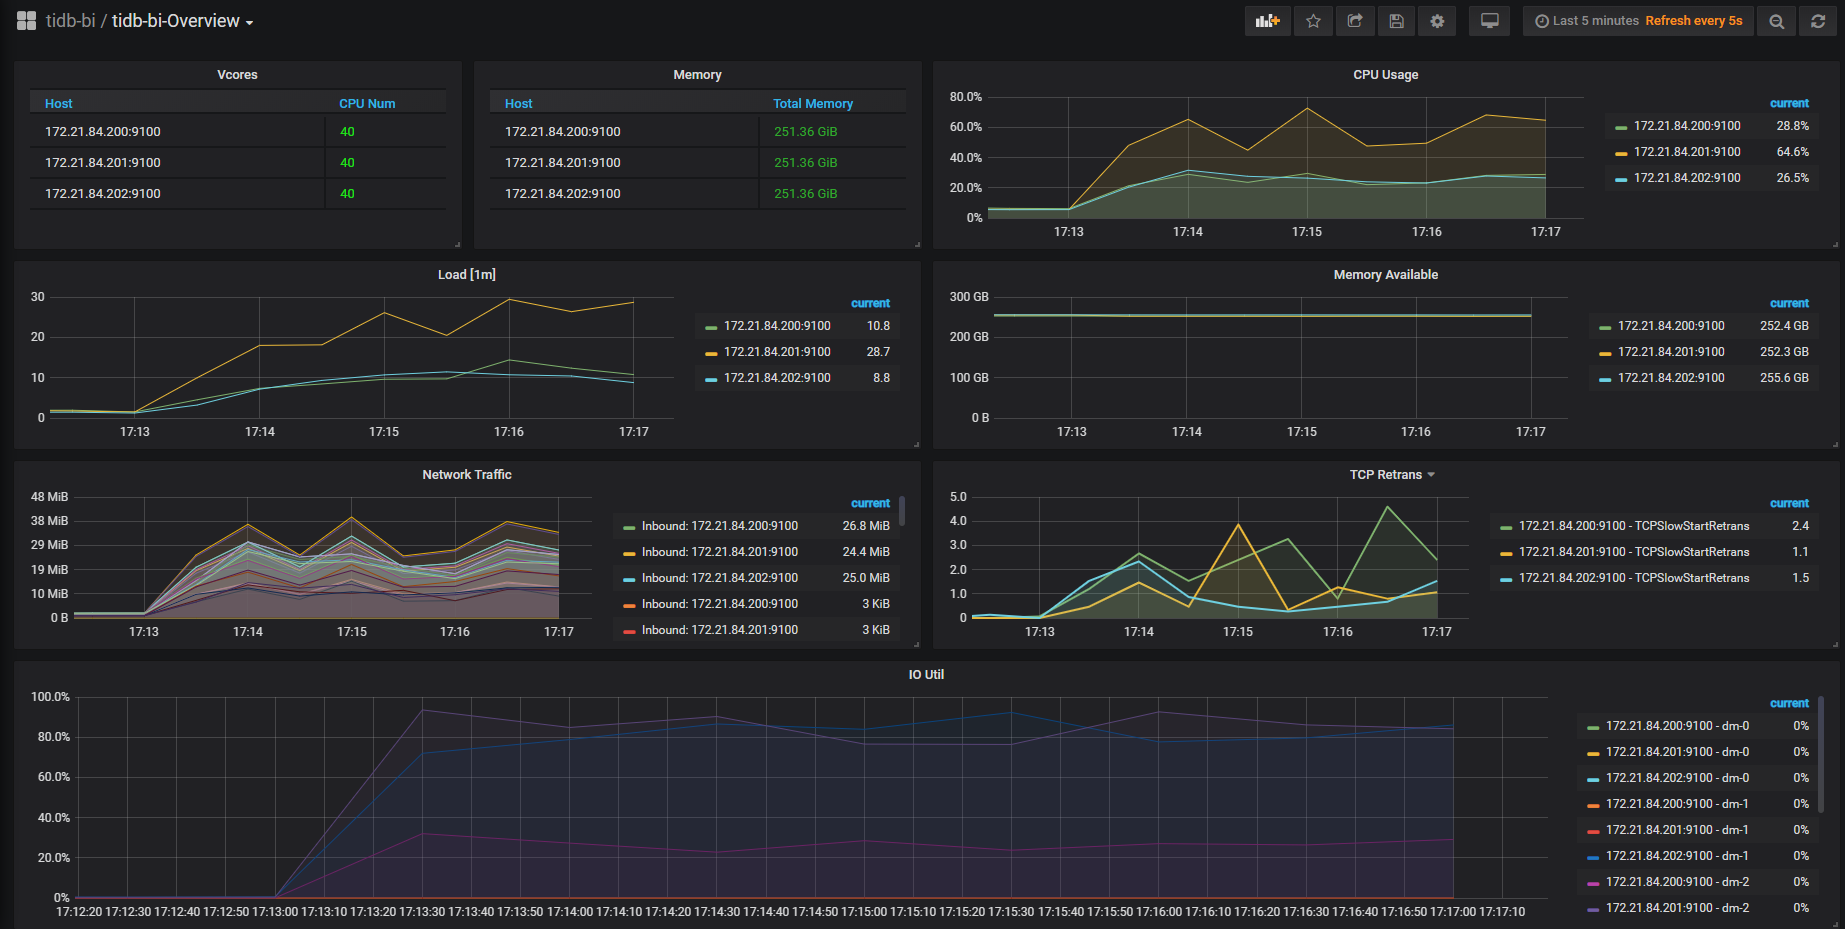 tidb-bi / tidb-bi-Overview
Last 5 minutes Refresh every 5s
Vcores
Host CPU Num
172.21.84.200:9100 40
172.21.84.201:9100 40
172.21.84.202:9100 40
Memory
Host Total Memory
172.21.84.200:9100 251.36 GiB
172.21.84.201:9100 251.36 GiB
172.21.84.202:9100 251.36 GiB
CPU Usage
80.0%
60.0%
40.0%
20.0%
0%
17:13 17:14 17:15 17:16 17:17
current
172.21.84.200:9100 28.8%
172.21.84.201:9100 64.6%
172.21.84.202:9100 26.5%
Load [1m]
30
20
10
0
17:13 17:14 17:15 17:16 17:17
current
172.21.84.200:9100 10.8
172.21.84.201:9100 28.7
172.21.84.202:9100 8.8
Memory Available
300 GB
200 GB
100 GB
0 B
17:13 17:14 17:15 17:16 17:17
current
172.21.84.200:9100 252.4 GB
172.21.84.201:9100 252.3 GB
172.21.84.202:9100 255.6 GB
Network Traffic
48 MiB
38 MiB
29 MiB
19 MiB
10 MiB
0 B
17:13 17:14 17:15 17:16 17:17
current
Inbound: 172.21.84.200:9100 26.8 MiB
Inbound: 172.21.84.201:9100 24.4 MiB
Inbound: 172.21.84.202:9100 25.0 MiB
Inbound: 172.21.84.200:9100 3 KiB
Inbound: 172.21.84.201:9100 3 KiB
TCP Retrans
5.0
4.0
3.0
2.0
1.0
0
17:13 17:14 17:15 17:16 17:17
current
172.21.84.200:9100 - TCPSlowStartRetrans 2.4
172.21.84.201:9100 - TCPSlowStartRetrans 1.1
172.21.84.202:9100 - TCPSlowStartRetrans 1.5
IO Util
100.0%
80.0%
60.0%
40.0%
20.0%
0%
17:12:20 17:12:30 17:12:40 17:12:50 17:13:00 17:13:10 17:13:20 17:13:30 17:13:40 17:13:50 17:14:00 17:14:10 17:14:20 17:14:30 17:14:40 17:14:50 17:15:00 17:15:10 17:15:20 17:15:30 17:15:40 17:15:50 17:16:00 17:16:10 17:16:20 17:16:30 17:16:40 17:16:50 17:17:00 17:17:10
current
172.21.84.200:9100 - dm-0 0%
172.21.84.201:9100 - dm-0 0%
172.21.84.202:9100 - dm-0 0%
172.21.84.200:9100 - dm-1 0%
172.21.84.201:9100 - dm-1 0%
172.21.84.202:9100 - dm-1 0%
172.21.84.200:9100 - dm-2 0%
172.21.84.201:9100 - dm-2 0%